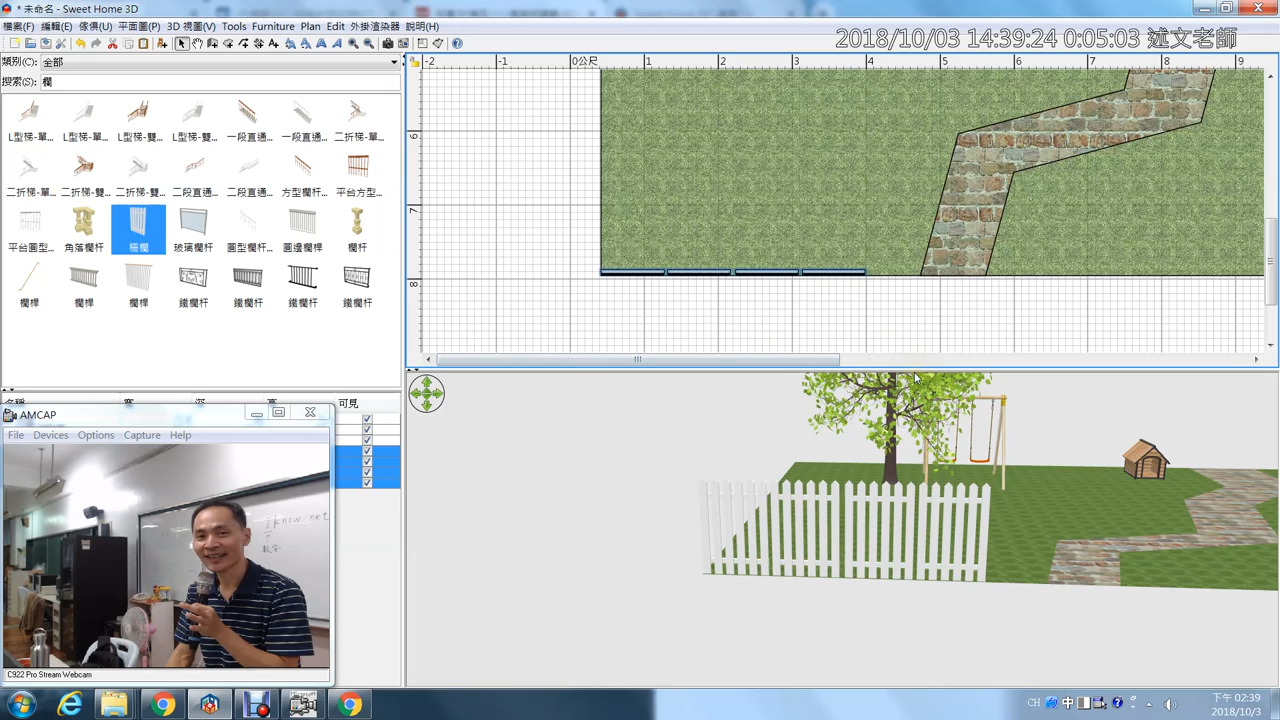 * 未命名 - Sweet Home 3D
檔案(F) 編輯(E) 傢俱(U) 平面圖(P) 3D 視圖(V) Tools Furniture Plan Edit 外掛渲染器 說明(H)
2018/10/03 14:39:24 0:05:03 述文老師
類別(C): 全部
搜索(S): 欄
L型梯-單... L型梯-單... L型梯-雙... L型梯-雙... 一段直通... 一段直通... 二折梯-單...
二折梯-單... 二折梯-雙... 二折梯-雙... 二段直通... 二段直通... 方型欄杆... 平台方型...
平台圓型... 角落欄杆 柵欄 玻璃欄杆 圓型欄杆... 圓邊欄桿 欄杆
欄桿 欄桿 欄桿 鐵欄杆 鐵欄杆 鐵欄杆 鐵欄杆
-2 -1 0公尺 1 2 3 4 5 6 7 8 9
6
7
8
可見
AMCAP
File Devices Options Capture Help
C922 Pro Stream Webcam
CH 中
下午 02:39
2018/10/3